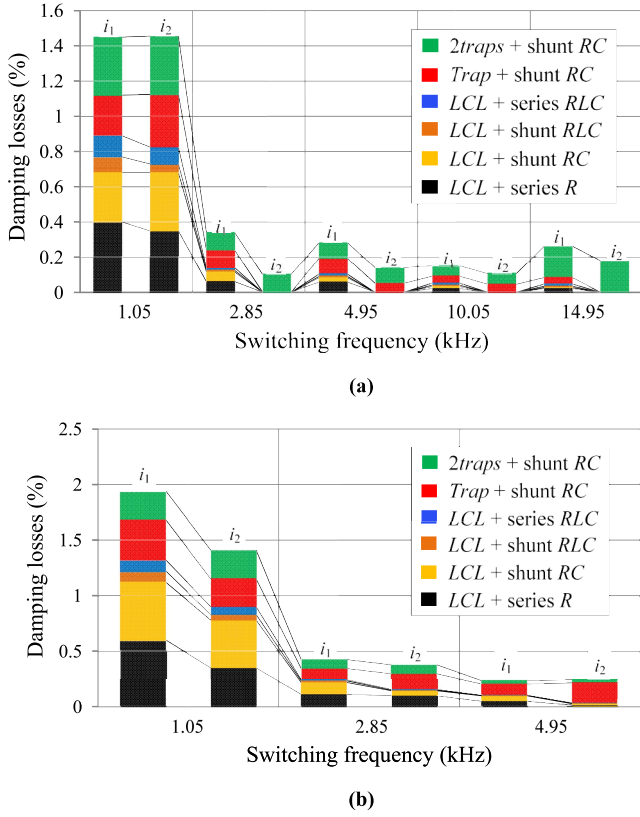 1.6
1.4
1.2
1
0.8
0.6
0.4
0.2
0
Damping losses (%)
i1 i2
i1 i2 i1 i2 i1 i2 i1 i2
2traps + shunt RC
Trap + shunt RC
LCL + series RLC
LCL + shunt RLC
LCL + shunt RC
LCL + series R
1.05 2.85 4.95 10.05 14.95
Switching frequency (kHz)
(a)
2.5
2
1.5
1
0.5
0
Damping losses (%)
i1
i2
i1 i2 i1 i2
2traps + shunt RC
Trap + shunt RC
LCL + series RLC
LCL + shunt RLC
LCL + shunt RC
LCL + series R
1.05 2.85 4.95
Switching frequency (kHz)
(b)